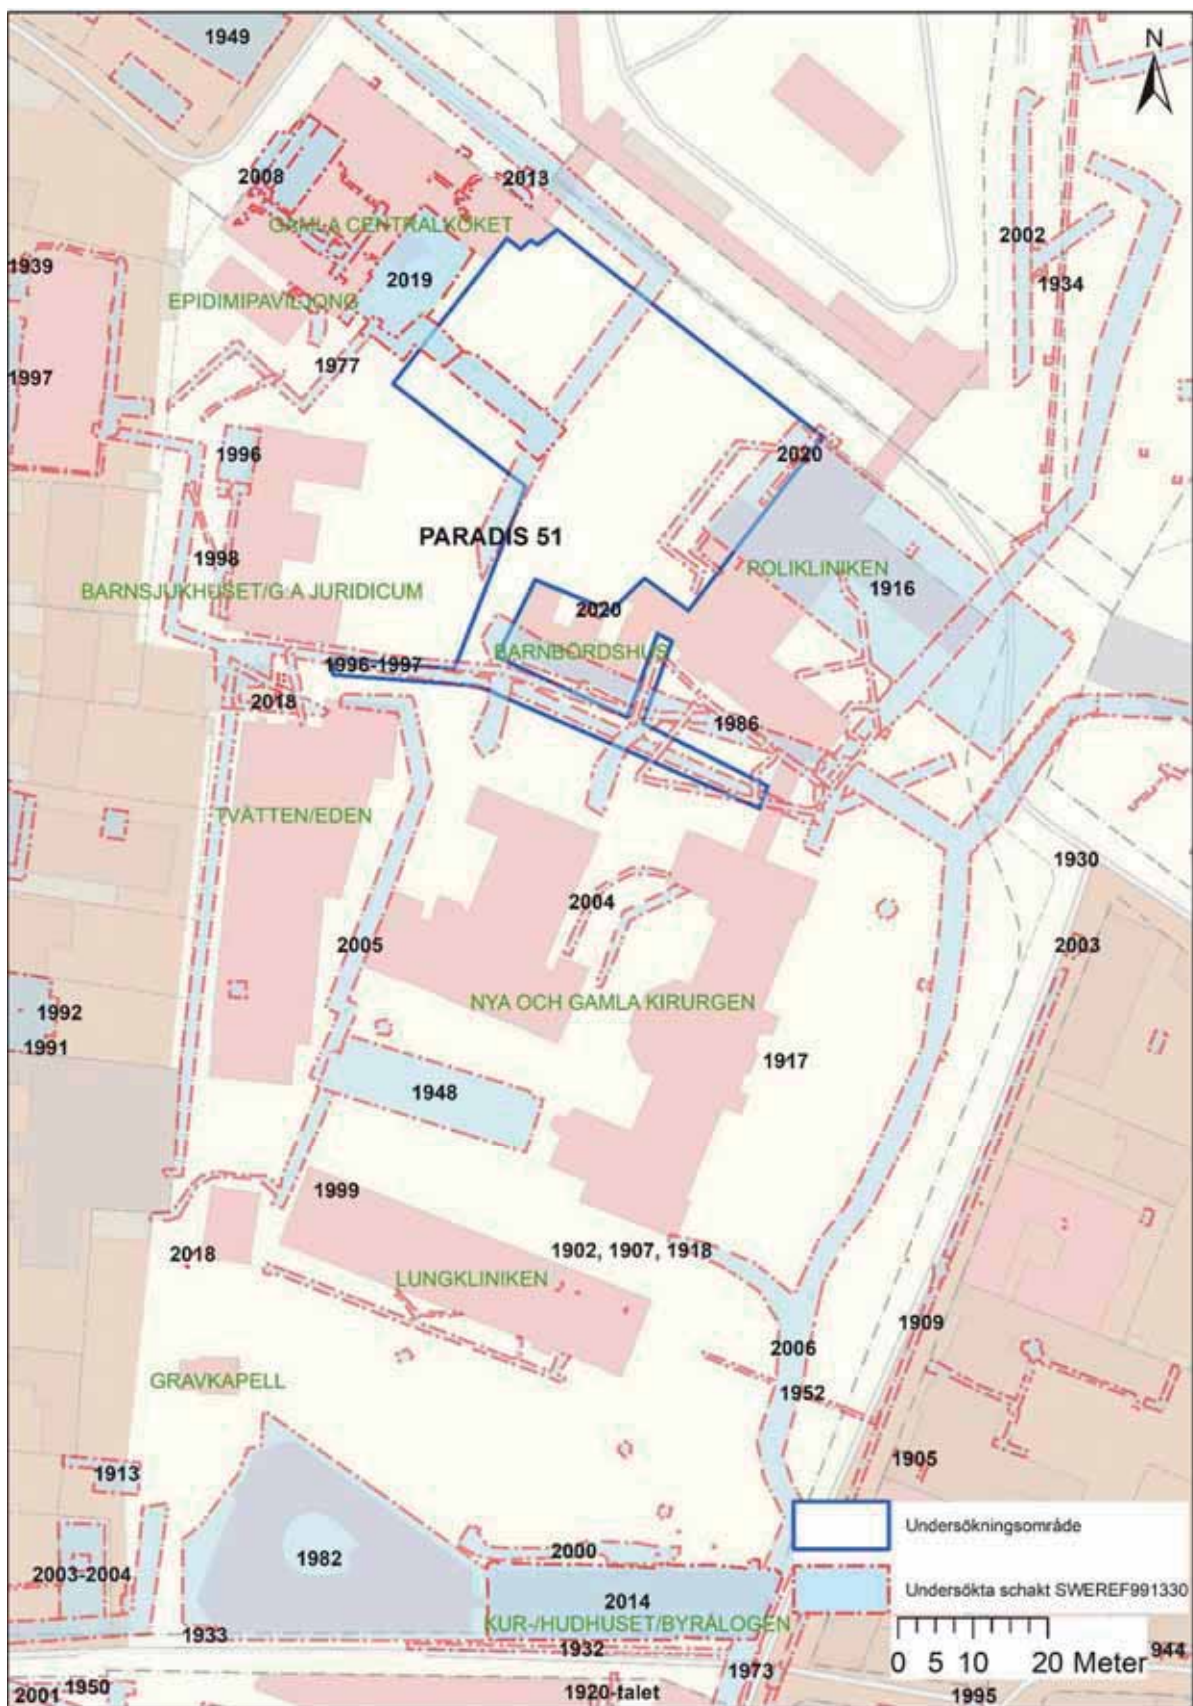 1949
N
2008
2013
GAMLA CENTRALKÖKET
2002
1939
2019
1934
EPIDIMIPAVILJONG
1977
1997
1996
2020
PARADIS 51
1998
POLIKLINIKEN
BARNSJUKHUSET/G:A JURIDICUM
1916
2020
BARNBÖRDSHUS
1996-1997
2018
1986
TVÄTTEN/EDEN
1930
2004
2005
2003
NYA OCH GAMLA KIRURGEN
1992
1991
1917
1948
1999
2018
1902, 1907, 1918
LUNGKLINIKEN
1909
2006
GRAVKAPELL
1952
1905
1913
Undersökningsområde
1982
2000
2003-2004
Undersökta schakt SWEREF991330
2014
KUR-/HUDHUSET/BYRÅLOGEN
1933
1932
944
0 5 10 20 Meter
1973
1950
2001
1920-talet
1995